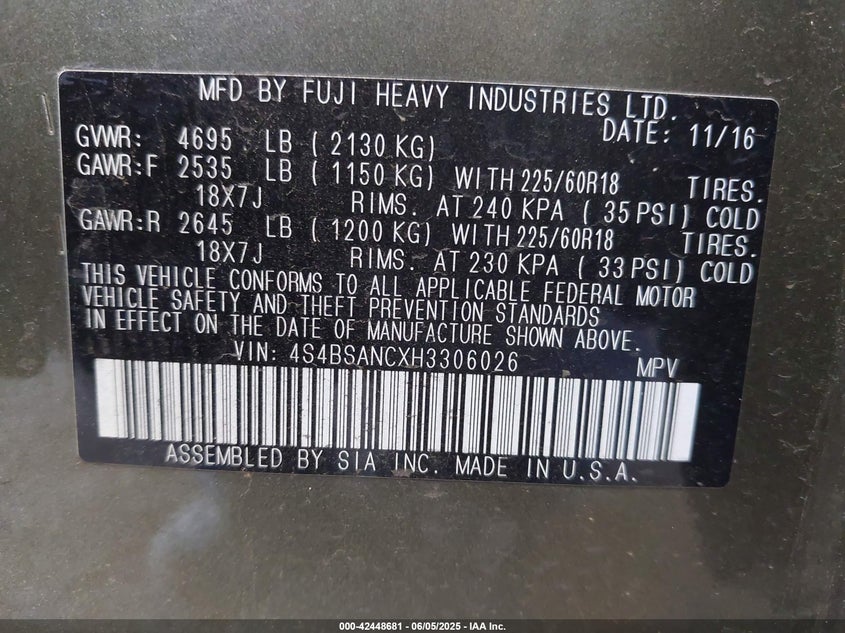 MFD BY FUJI HEAVY INDUSTRIES LTD.
DATE: 11/16
GVWR: 4695 LB ( 2130 KG)
GAWR:F 2535 LB ( 1150 KG) WITH 225/60R18 TIRES.
18X7J RIMS. AT 240 KPA ( 35 PSI) COLD
GAWR:R 2645 LB ( 1200 KG) WITH 225/60R18 TIRES.
18X7J RIMS. AT 230 KPA ( 33 PSI) COLD
THIS VEHICLE CONFORMS TO ALL APPLICABLE FEDERAL MOTOR
VEHICLE SAFETY AND THEFT PREVENTION STANDARDS
IN EFFECT ON THE DATE OF MANUFACTURE SHOWN ABOVE.
VIN: 4S4BSANCXH3306026 MPV
ASSEMBLED BY SIA INC. MADE IN U.S.A.
000-42448681 - 06/05/2025 - IAA Inc.